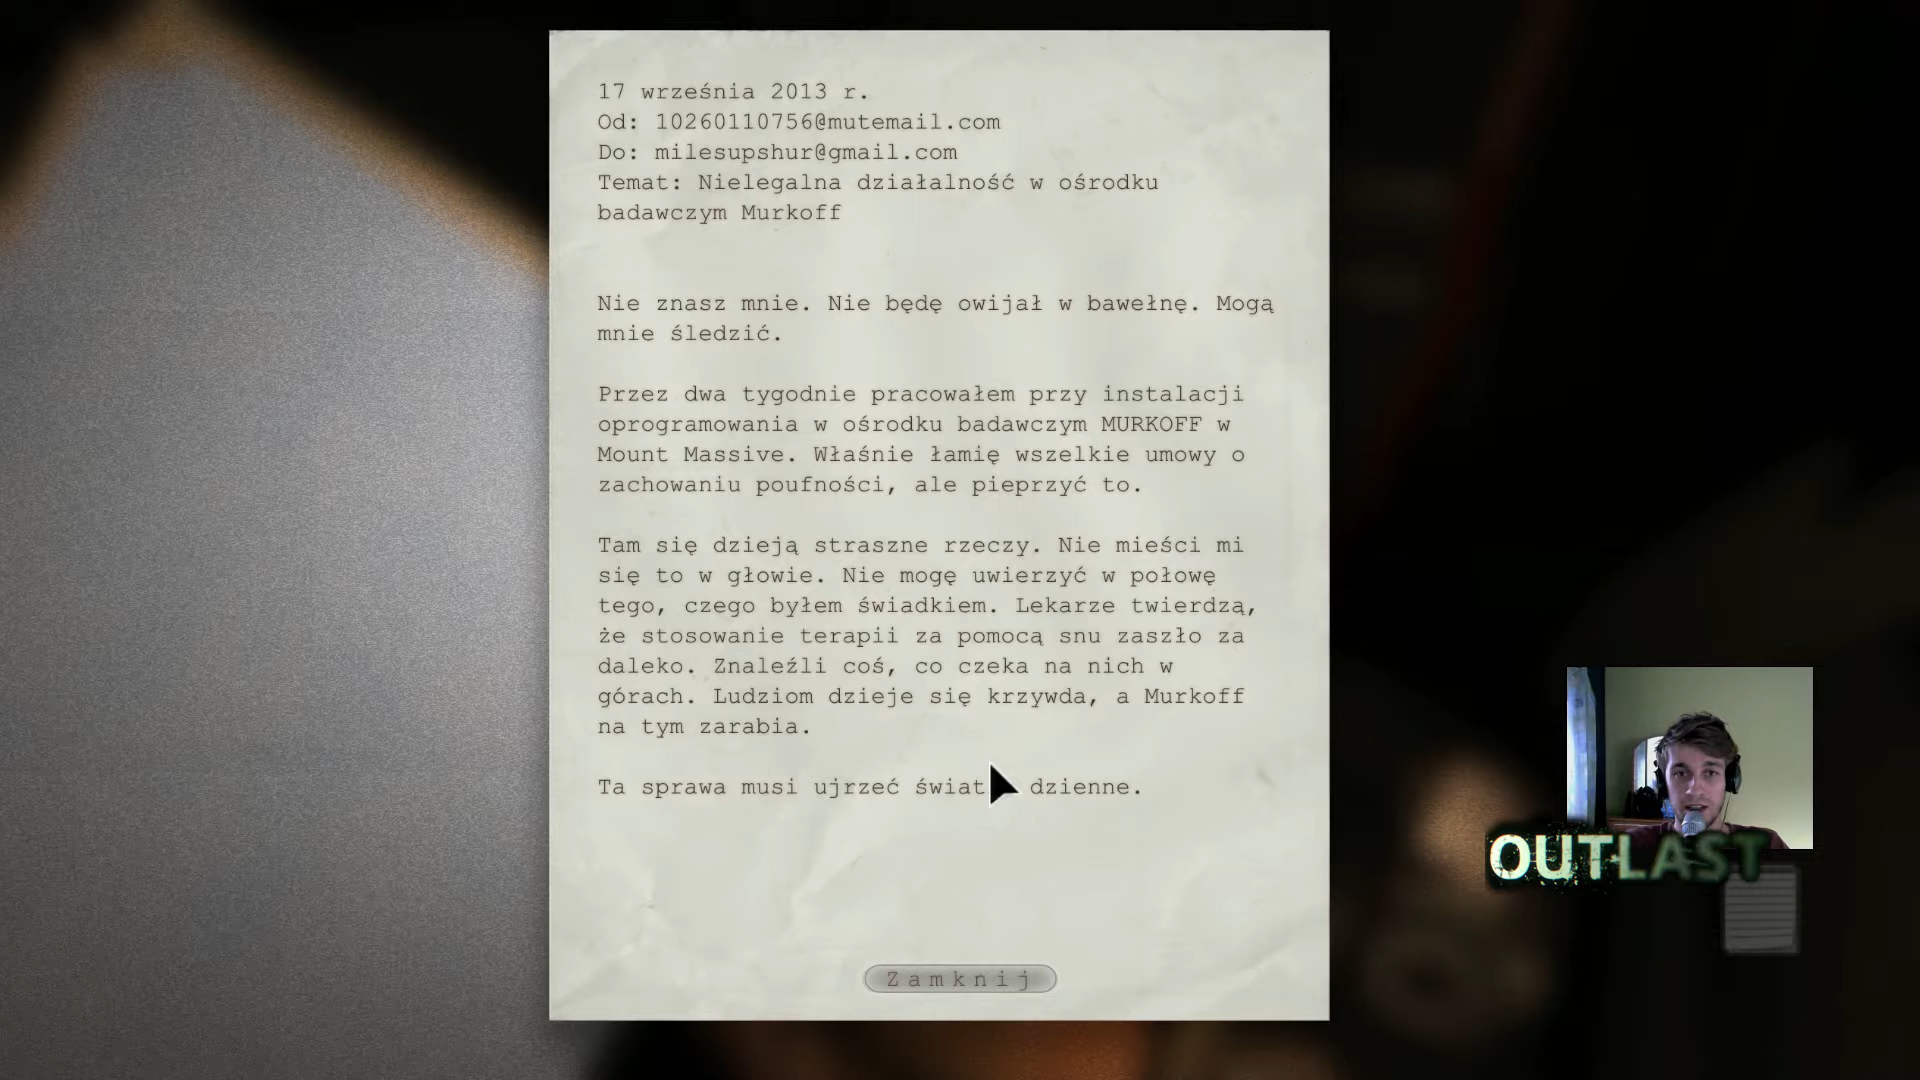 17 września 2013 r.
Od: 10260110756@mutemail.com
Do: milesupshur@gmail.com
Temat: Nielegalna działalność w ośrodku
badawczym Murkoff
Nie znasz mnie. Nie będę owijał w bawełnę. Mogą
mnie śledzić.
Przez dwa tygodnie pracowałem przy instalacji
oprogramowania w ośrodku badawczym MURKOFF w
Mount Massive. Właśnie łamię wszelkie umowy o
zachowaniu poufności, ale pieprzyć to.
Tam się dzieją straszne rzeczy. Nie mieści mi
się to w głowie. Nie mogę uwierzyć w połowę
tego, czego byłem świadkiem. Lekarze twierdzą,
że stosowanie terapii za pomocą snu zaszło za
daleko. Znaleźli coś, co czeka na nich w
górach. Ludziom dzieje się krzywda, a Murkoff
na tym zarabia.
Ta sprawa musi ujrzeć świat dzienne.
Zamknij
OUTLAST